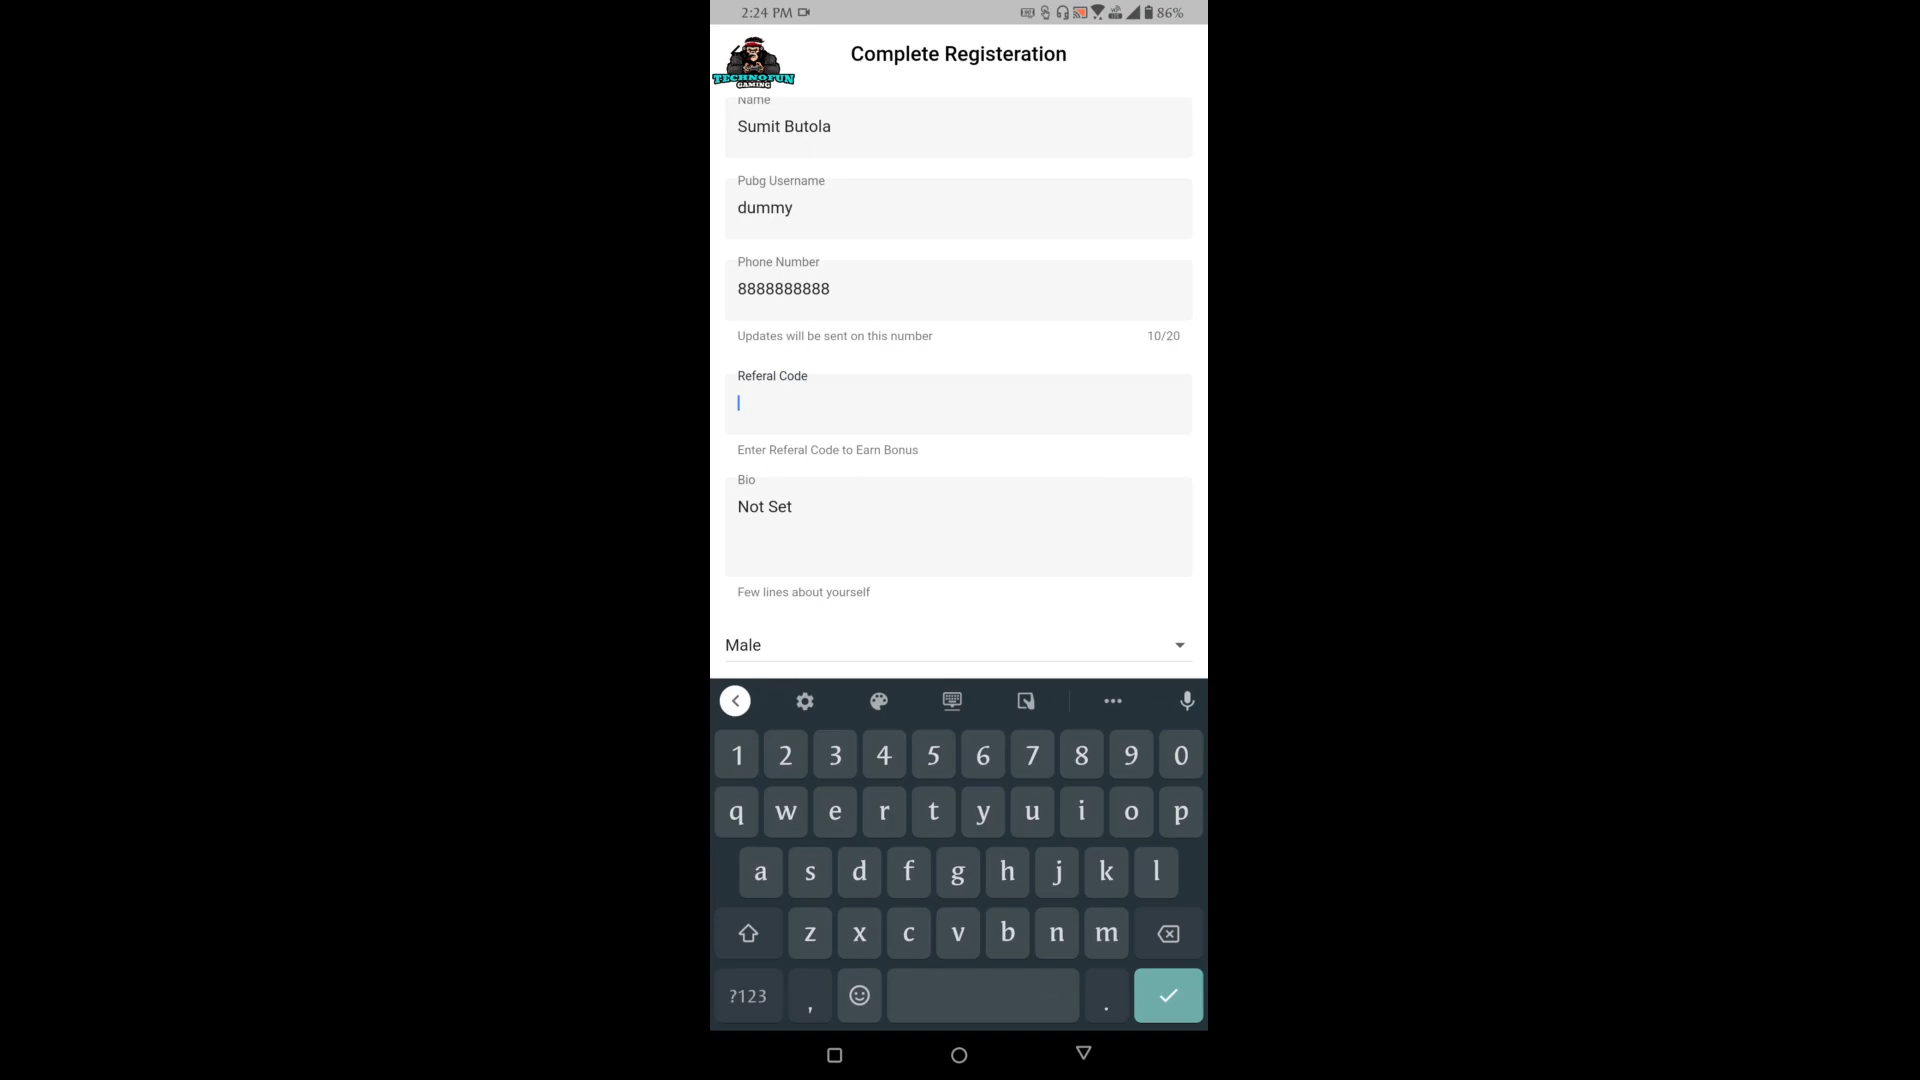 2:24 PM 86%
TECHNOFUN
GAMING
Complete Registeration
Name
Sumit Butola
Pubg Username
dummy
Phone Number
8888888888
Updates will be sent on this number 10/20
Referal Code
Enter Referal Code to Earn Bonus
Bio
Not Set
Few lines about yourself
Male
1 2 3 4 5 6 7 8 9 0
q w e r t y u i o p
a s d f g h j k l
z x c v b n m
?123 , .